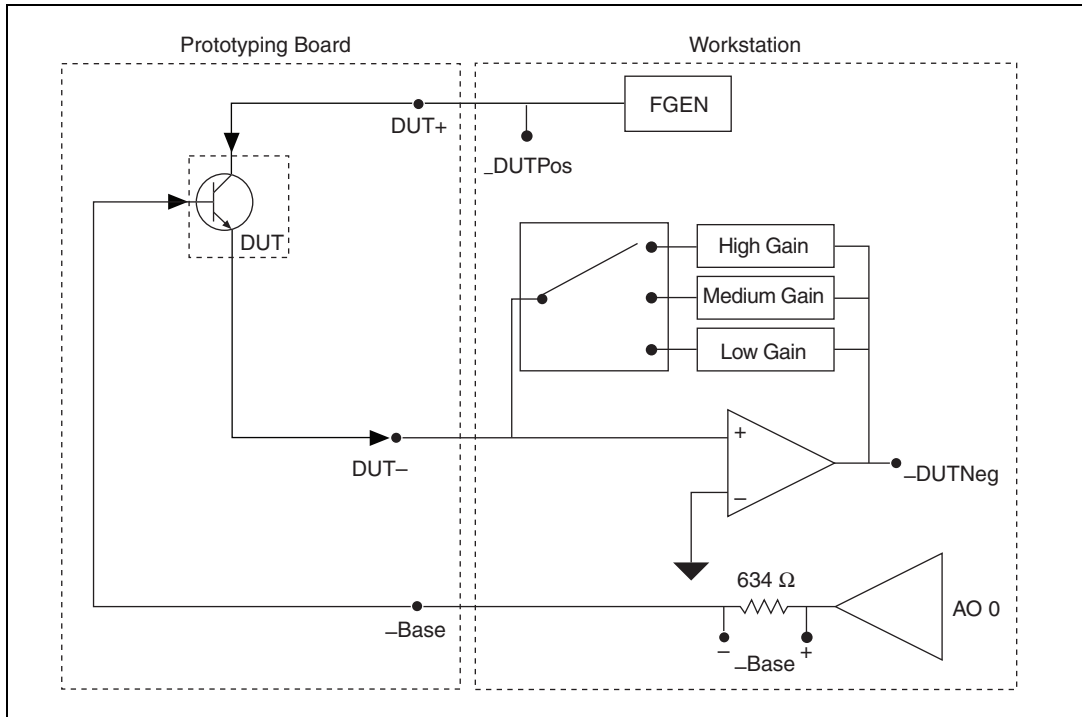 Prototyping Board
Workstation
FGEN
DUT+
_DUTPos
DUT
High Gain
Medium Gain
Low Gain
+
–
DUT–
–DUTNeg
634 Ω
AO 0
–Base
– –Base +